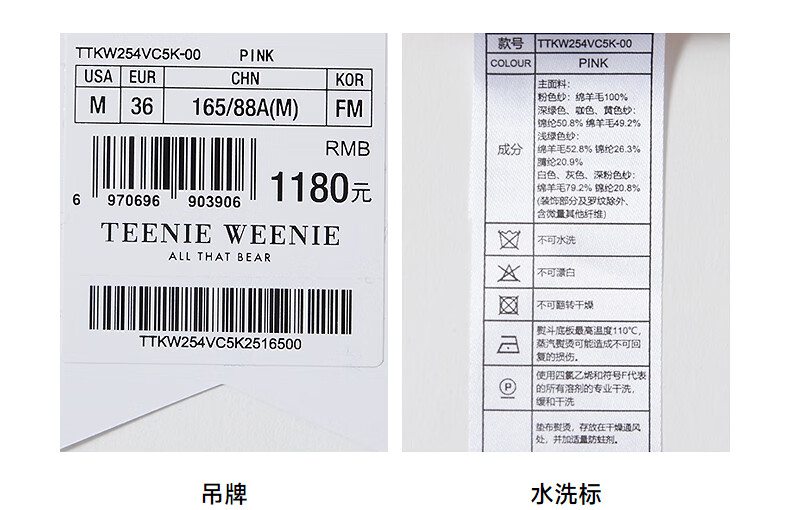 TTKW254VC5K-00 PINK
USA EUR CHN KOR
M 36 165/88A(M) FM
RMB
1180元
6 970696 903906
TEENIE WEENIE
ALL THAT BEAR
TTKW254VC5K2516500
吊牌
款号 TTKW254VC5K-00
COLOUR PINK
成分
主面料:
粉色纱: 绵羊毛100%
深绿色、咖色、黄色纱:
锦纶50.8% 绵羊毛49.2%
浅绿色纱:
绵羊毛52.8% 锦纶26.3%
腈纶20.9%
白色、灰色、深粉色纱:
绵羊毛79.2% 锦纶20.8%
(装饰部分及罗纹除外、
含微量其他纤维)
不可水洗
不可漂白
不可翻转干燥
熨斗底板最高温度110℃,
蒸汽熨烫可能造成不可回
复的损伤。
P
使用四氯乙烯和符号F代表
的所有溶剂的专业干洗,
缓和干洗
垫布熨烫, 存放在干燥通风
处, 并加适量防蛀剂。
水洗标